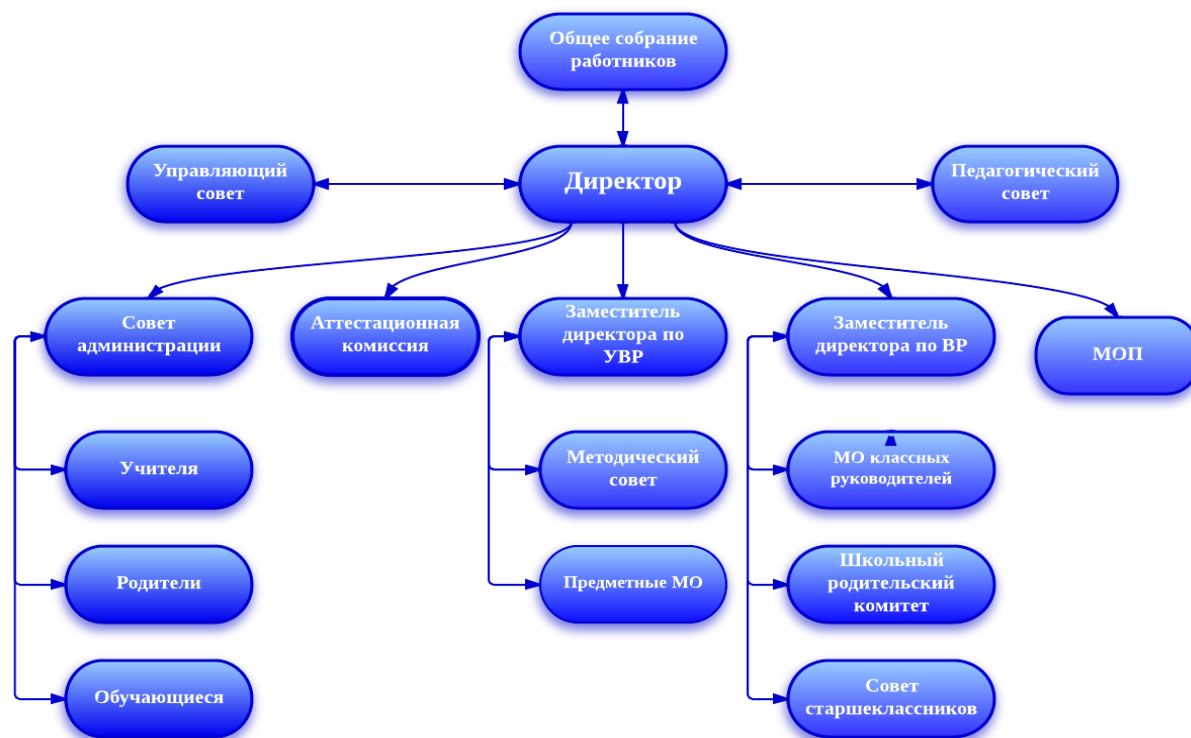 Общее собрание
работников
Управляющий
совет
Директор
Педагогический
совет
Совет
администрации
Аттестационная
комиссия
Заместитель
директора по
УВР
Заместитель
директора по ВР
МОП
Учителя
Методический
совет
МО классных
руководителей
Родители
Предметные МО
Школьный
родительский
комитет
Обучающиеся
Совет
старшеклассников